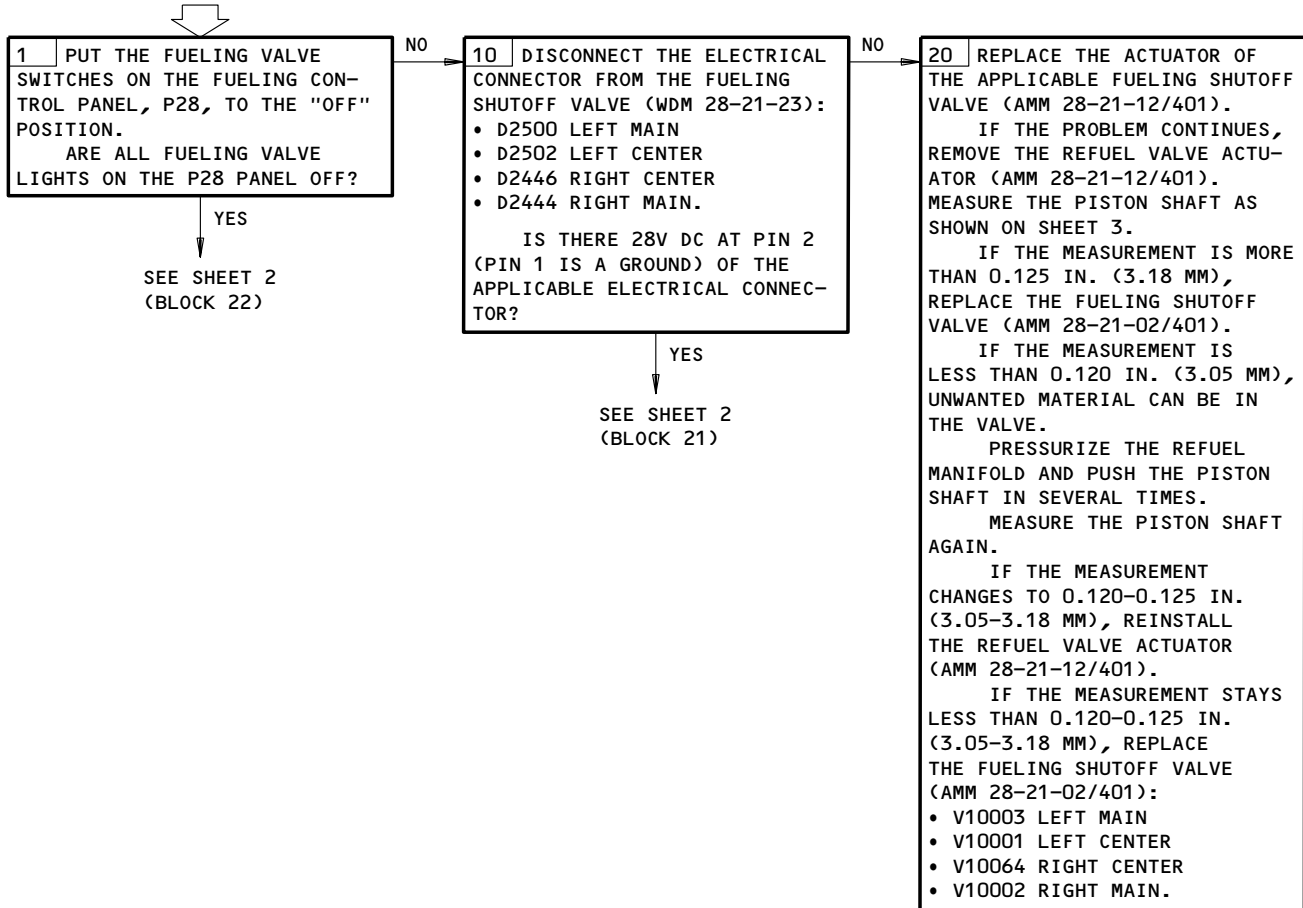 1 PUT THE FUELING VALVE
SWITCHES ON THE FUELING CON-
TROL PANEL, P28, TO THE "OFF"
POSITION.
ARE ALL FUELING VALVE
LIGHTS ON THE P28 PANEL OFF?
NO
YES
SEE SHEET 2
(BLOCK 22)
10 DISCONNECT THE ELECTRICAL
CONNECTOR FROM THE FUELING
SHUTOFF VALVE (WDM 28-21-23):
• D2500 LEFT MAIN
• D2502 LEFT CENTER
• D2446 RIGHT CENTER
• D2444 RIGHT MAIN.
IS THERE 28V DC AT PIN 2
(PIN 1 IS A GROUND) OF THE
APPLICABLE ELECTRICAL CONNEC-
TOR?
NO
YES
SEE SHEET 2
(BLOCK 21)
20 REPLACE THE ACTUATOR OF
THE APPLICABLE FUELING SHUTOFF
VALVE (AMM 28-21-12/401).
IF THE PROBLEM CONTINUES,
REMOVE THE REFUEL VALVE ACTU-
ATOR (AMM 28-21-12/401).
MEASURE THE PISTON SHAFT AS
SHOWN ON SHEET 3.
IF THE MEASUREMENT IS MORE
THAN 0.125 IN. (3.18 MM),
REPLACE THE FUELING SHUTOFF
VALVE (AMM 28-21-02/401).
IF THE MEASUREMENT IS
LESS THAN 0.120 IN. (3.05 MM),
UNWANTED MATERIAL CAN BE IN
THE VALVE.
PRESSURIZE THE REFUEL
MANIFOLD AND PUSH THE PISTON
SHAFT IN SEVERAL TIMES.
MEASURE THE PISTON SHAFT
AGAIN.
IF THE MEASUREMENT
CHANGES TO 0.120-0.125 IN.
(3.05-3.18 MM), REINSTALL
THE REFUEL VALVE ACTUATOR
(AMM 28-21-12/401).
IF THE MEASUREMENT STAYS
LESS THAN 0.120-0.125 IN.
(3.05-3.18 MM), REPLACE
THE FUELING SHUTOFF VALVE
(AMM 28-21-02/401):
• V10003 LEFT MAIN
• V10001 LEFT CENTER
• V10064 RIGHT CENTER
• V10002 RIGHT MAIN.